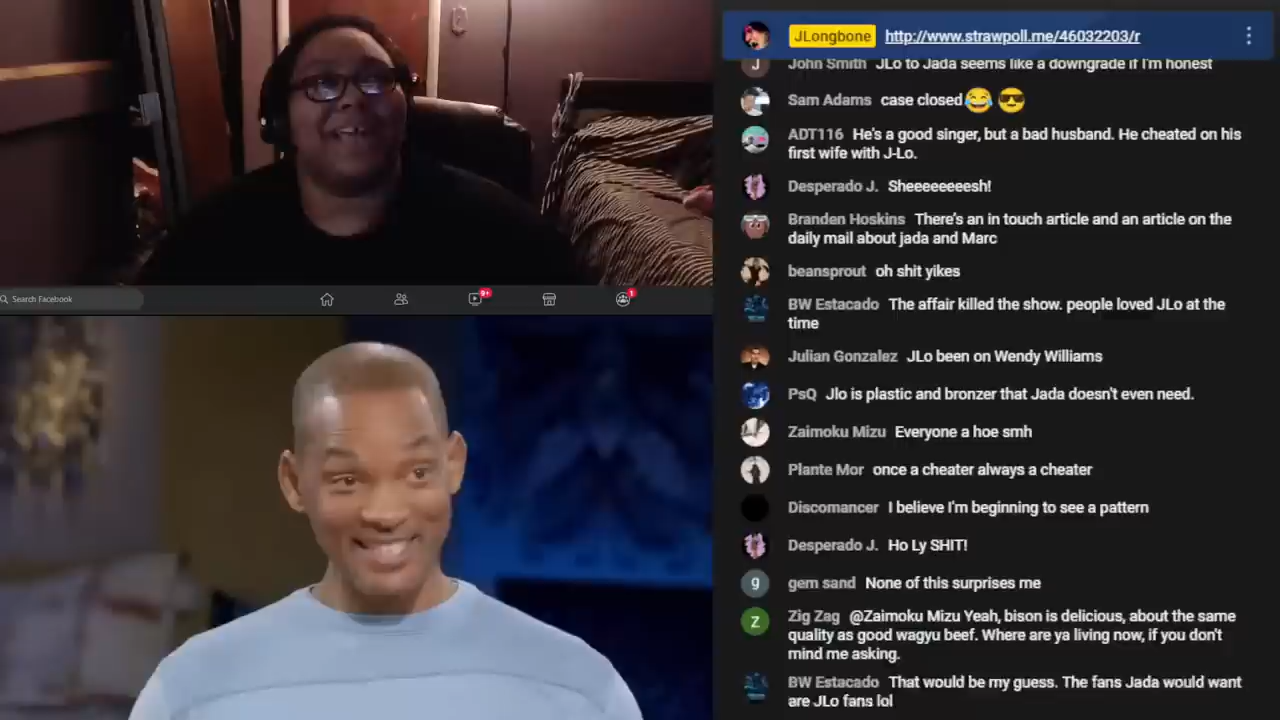 Search Facebook
9+
1
JLongbone http://www.strawpoll.me/46032203/r
J John Smith JLo to Jada seems like a downgrade if I'm honest
Sam Adams case closed😂😎
ADT116 He's a good singer, but a bad husband. He cheated on his
first wife with J-Lo.
Desperado J. Sheeeeeeesh!
Branden Hoskins There's an in touch article and an article on the
daily mail about jada and Marc
beansprout oh shit yikes
BW Estacado The affair killed the show. people loved JLo at the
time
Julian Gonzalez JLo been on Wendy Williams
PsQ Jlo is plastic and bronzer that Jada doesn't even need.
Zaimoku Mizu Everyone a hoe smh
Plante Mor once a cheater always a cheater
Discomancer I believe I'm beginning to see a pattern
Desperado J. Ho Ly SHIT!
g gem sand None of this surprises me
Z Zig Zag @Zaimoku Mizu Yeah, bison is delicious, about the same
quality as good wagyu beef. Where are ya living now, if you don't
mind me asking.
BW Estacado That would be my guess. The fans Jada would want
are JLo fans lol